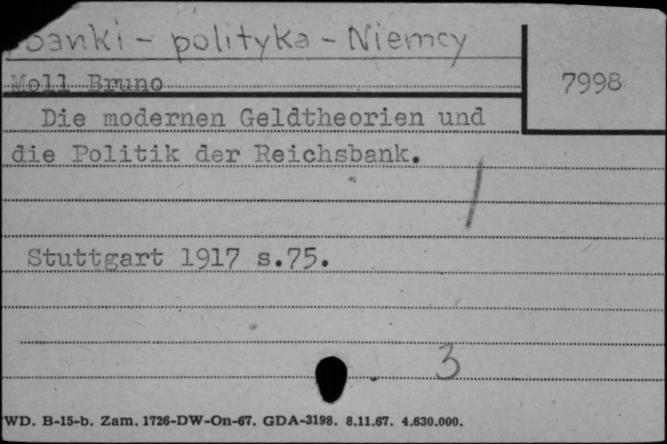 banki - polityka - Niemcy
Moll Bruno
7998
Die modernen Geldtheorien und
die Politik der Reichsbank.
Stuttgart 1917 s.75.
3
WD. B-15-b. Zam. 1726-DW-On-67. GDA-3198. 8.11.67. 4.630.000.